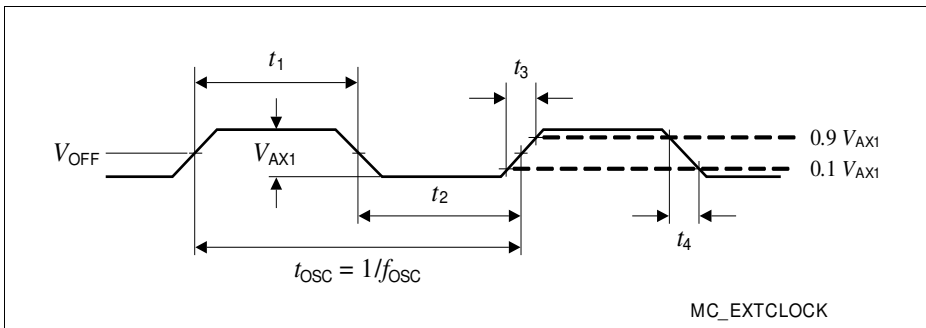 t1
t3
VOFF
VAX1
0.9 VAX1
0.1 VAX1
t2
t4
tOSC = 1/fOSC
MC_EXTCLOCK